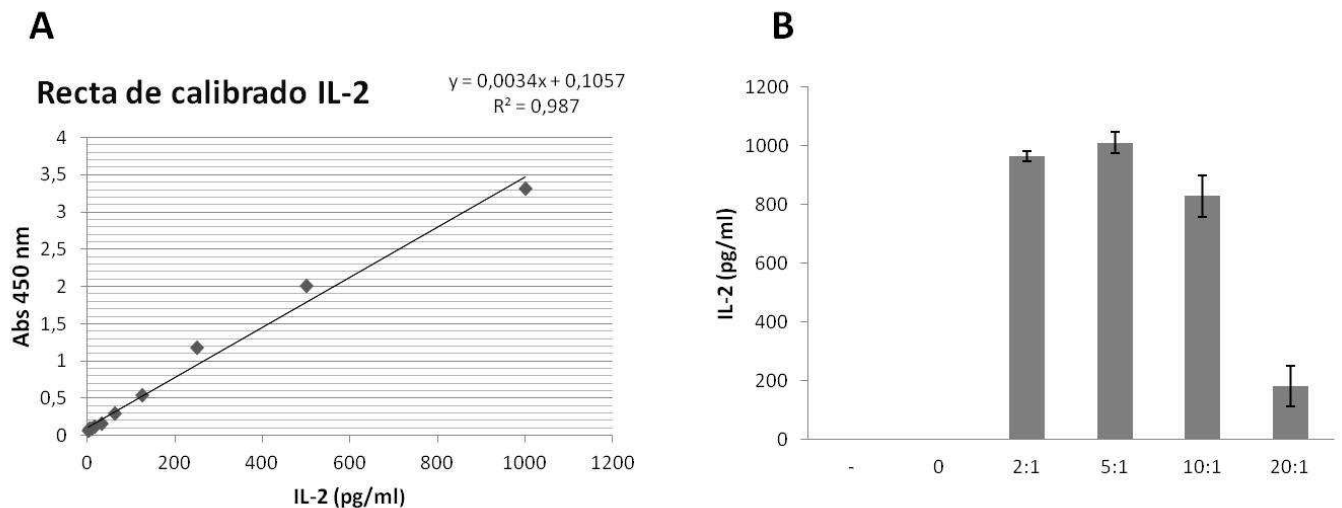 A
Recta de calibrado IL-2
y = 0,0034x + 0,1057
R² = 0,987
Abs 450 nm
4
3,5
3
2,5
2
1,5
1
0,5
0
0 200 400 600 800 1000 1200
IL-2 (pg/ml)
B
IL-2 (pg/ml)
1200
1000
800
600
400
200
0
- 0 2:1 5:1 10:1 20:1